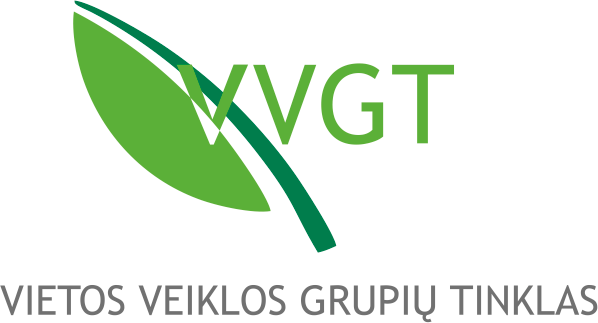 VVGT
VIETOS VEIKLOS GRUPIŲ TINKLAS